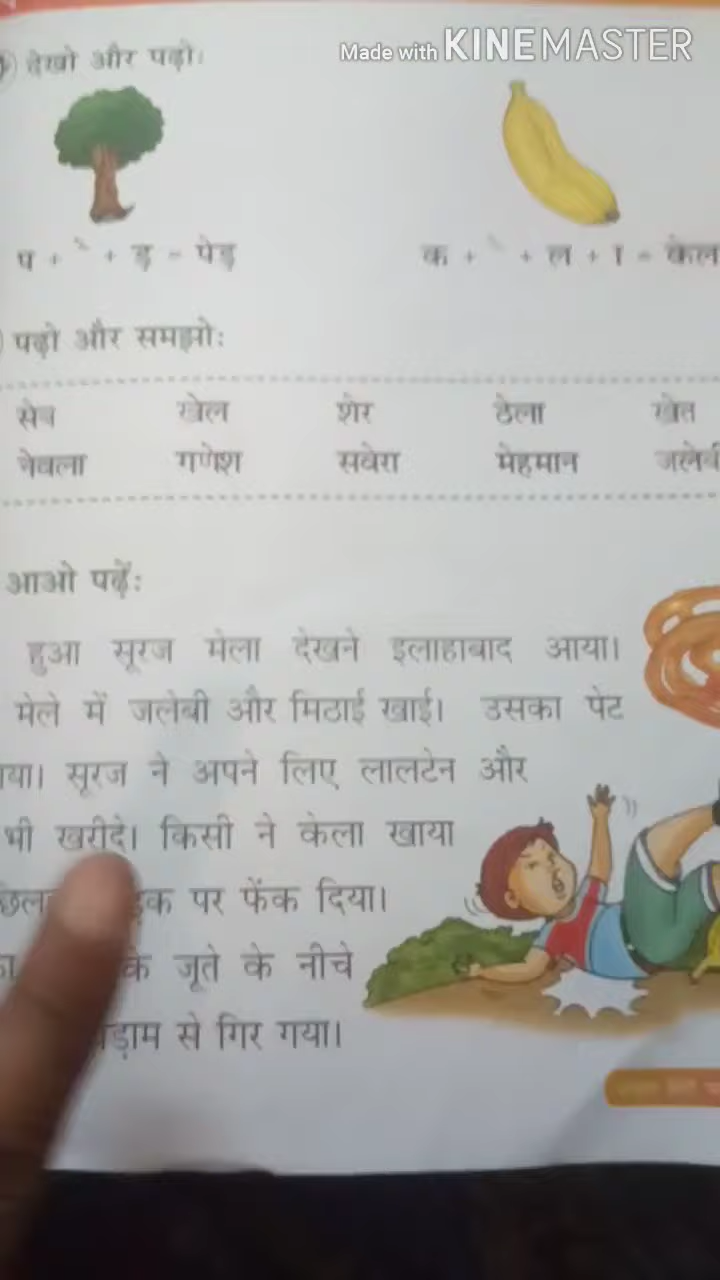 Made with KINEMASTER
देखो और पढ़ो:
प + े + ड़ = पेड़
क + े + ल + ा = केल
पढ़ो और समझो:
सेब खेल शेर ठेला खेत
नेवला गणेश सवेरा मेहमान जलेबी
आओ पढ़ें:
हुआ सूरज मेला देखने इलाहाबाद आया।
मेले में जलेबी और मिठाई खाई। उसका पेट
सूरज ने अपने लिए लालटेन और
भी खरीदे। किसी ने केला खाया
पर फेंक दिया।
के जूते के नीचे
से गिर गया।